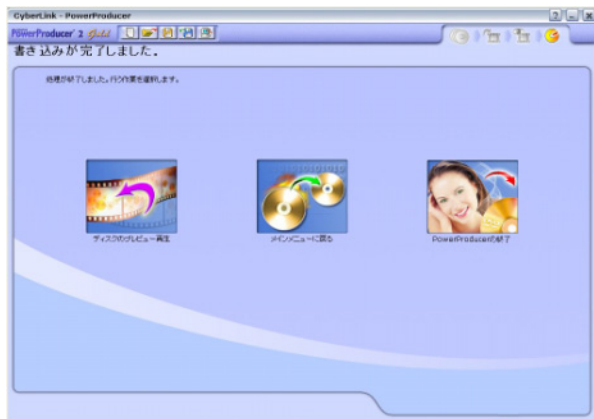 CyberLink - PowerProducer
PowerProducer 2 Gold
書き込みが完了しました。
処理が終了しました。行う作業を選択します。
ディスクのプレビュー再生
メインメニューに戻る
PowerProducerの終了